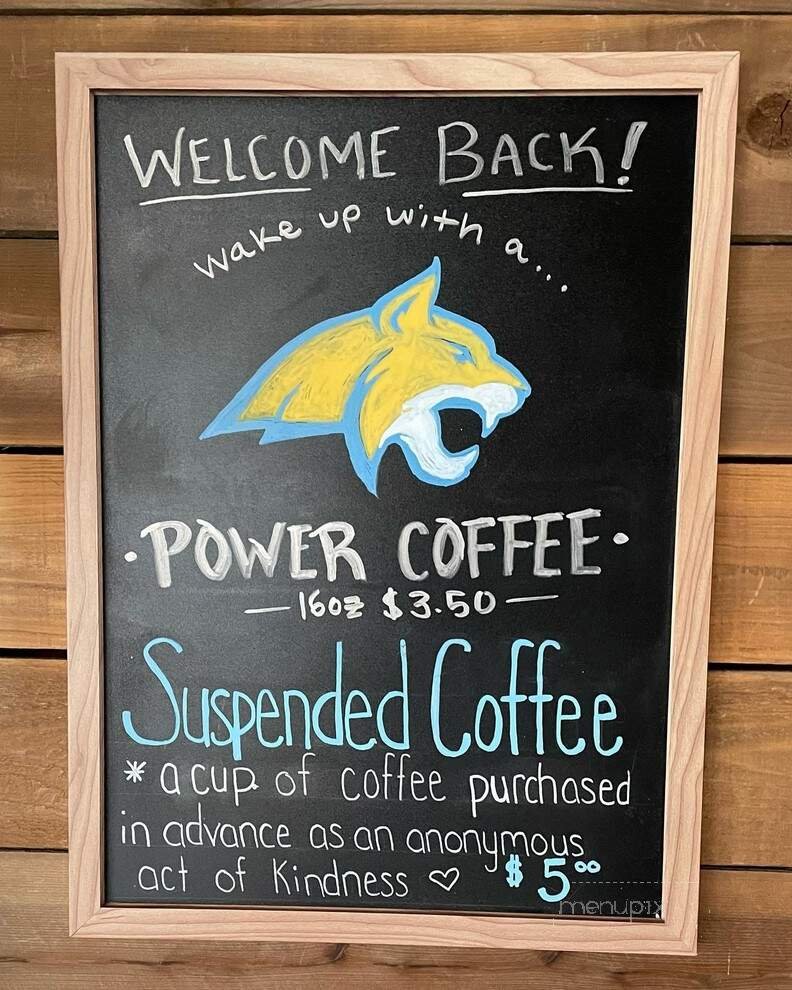 WELCOME BACK!
wake up with a...
·POWER COFFEE·
— 16oz $3.50 —
Suspended Coffee
* a cup of coffee purchased
in advance as an anonymous
act of Kindness ♡ $5.00
menupix